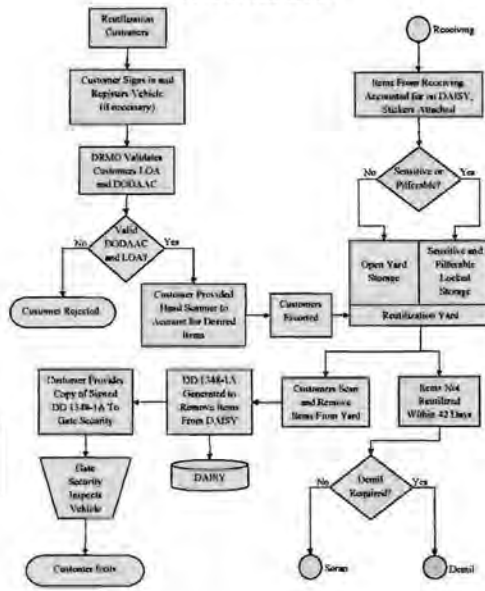 Reutilization
Customers
Receiving
Customer Signs in and
Registers Vehicle
(if necessary)
Items From Receiving
Accounted for on DAISY,
Stickers Attached
DRMO Validates
Customers LOA
and DODAAC
No
Sensitive or
Pilferable?
Yes
No
Valid
DODAAC
and LOA?
Yes
Open Yard
Storage
Sensitive and
Pilferable
Locked
Storage
Customer Rejected
Customer Provided
Hand Scanner to
Account for Desired
Items
Customers
Escorted
Reutilization Yard
Customer Provides
Copy of Signed
DD 1348-1A To
Gate Security
DD 1348-1A
Generated to
Remove Items
From DAISY
Customers Scan
and Remove
Items From Yard
Items Not
Reutilized
Within 42 Days
Gate
Security
Inspects
Vehicle
DAISY
No
Demil
Required?
Yes
Customer Exits
Scrap
Demil